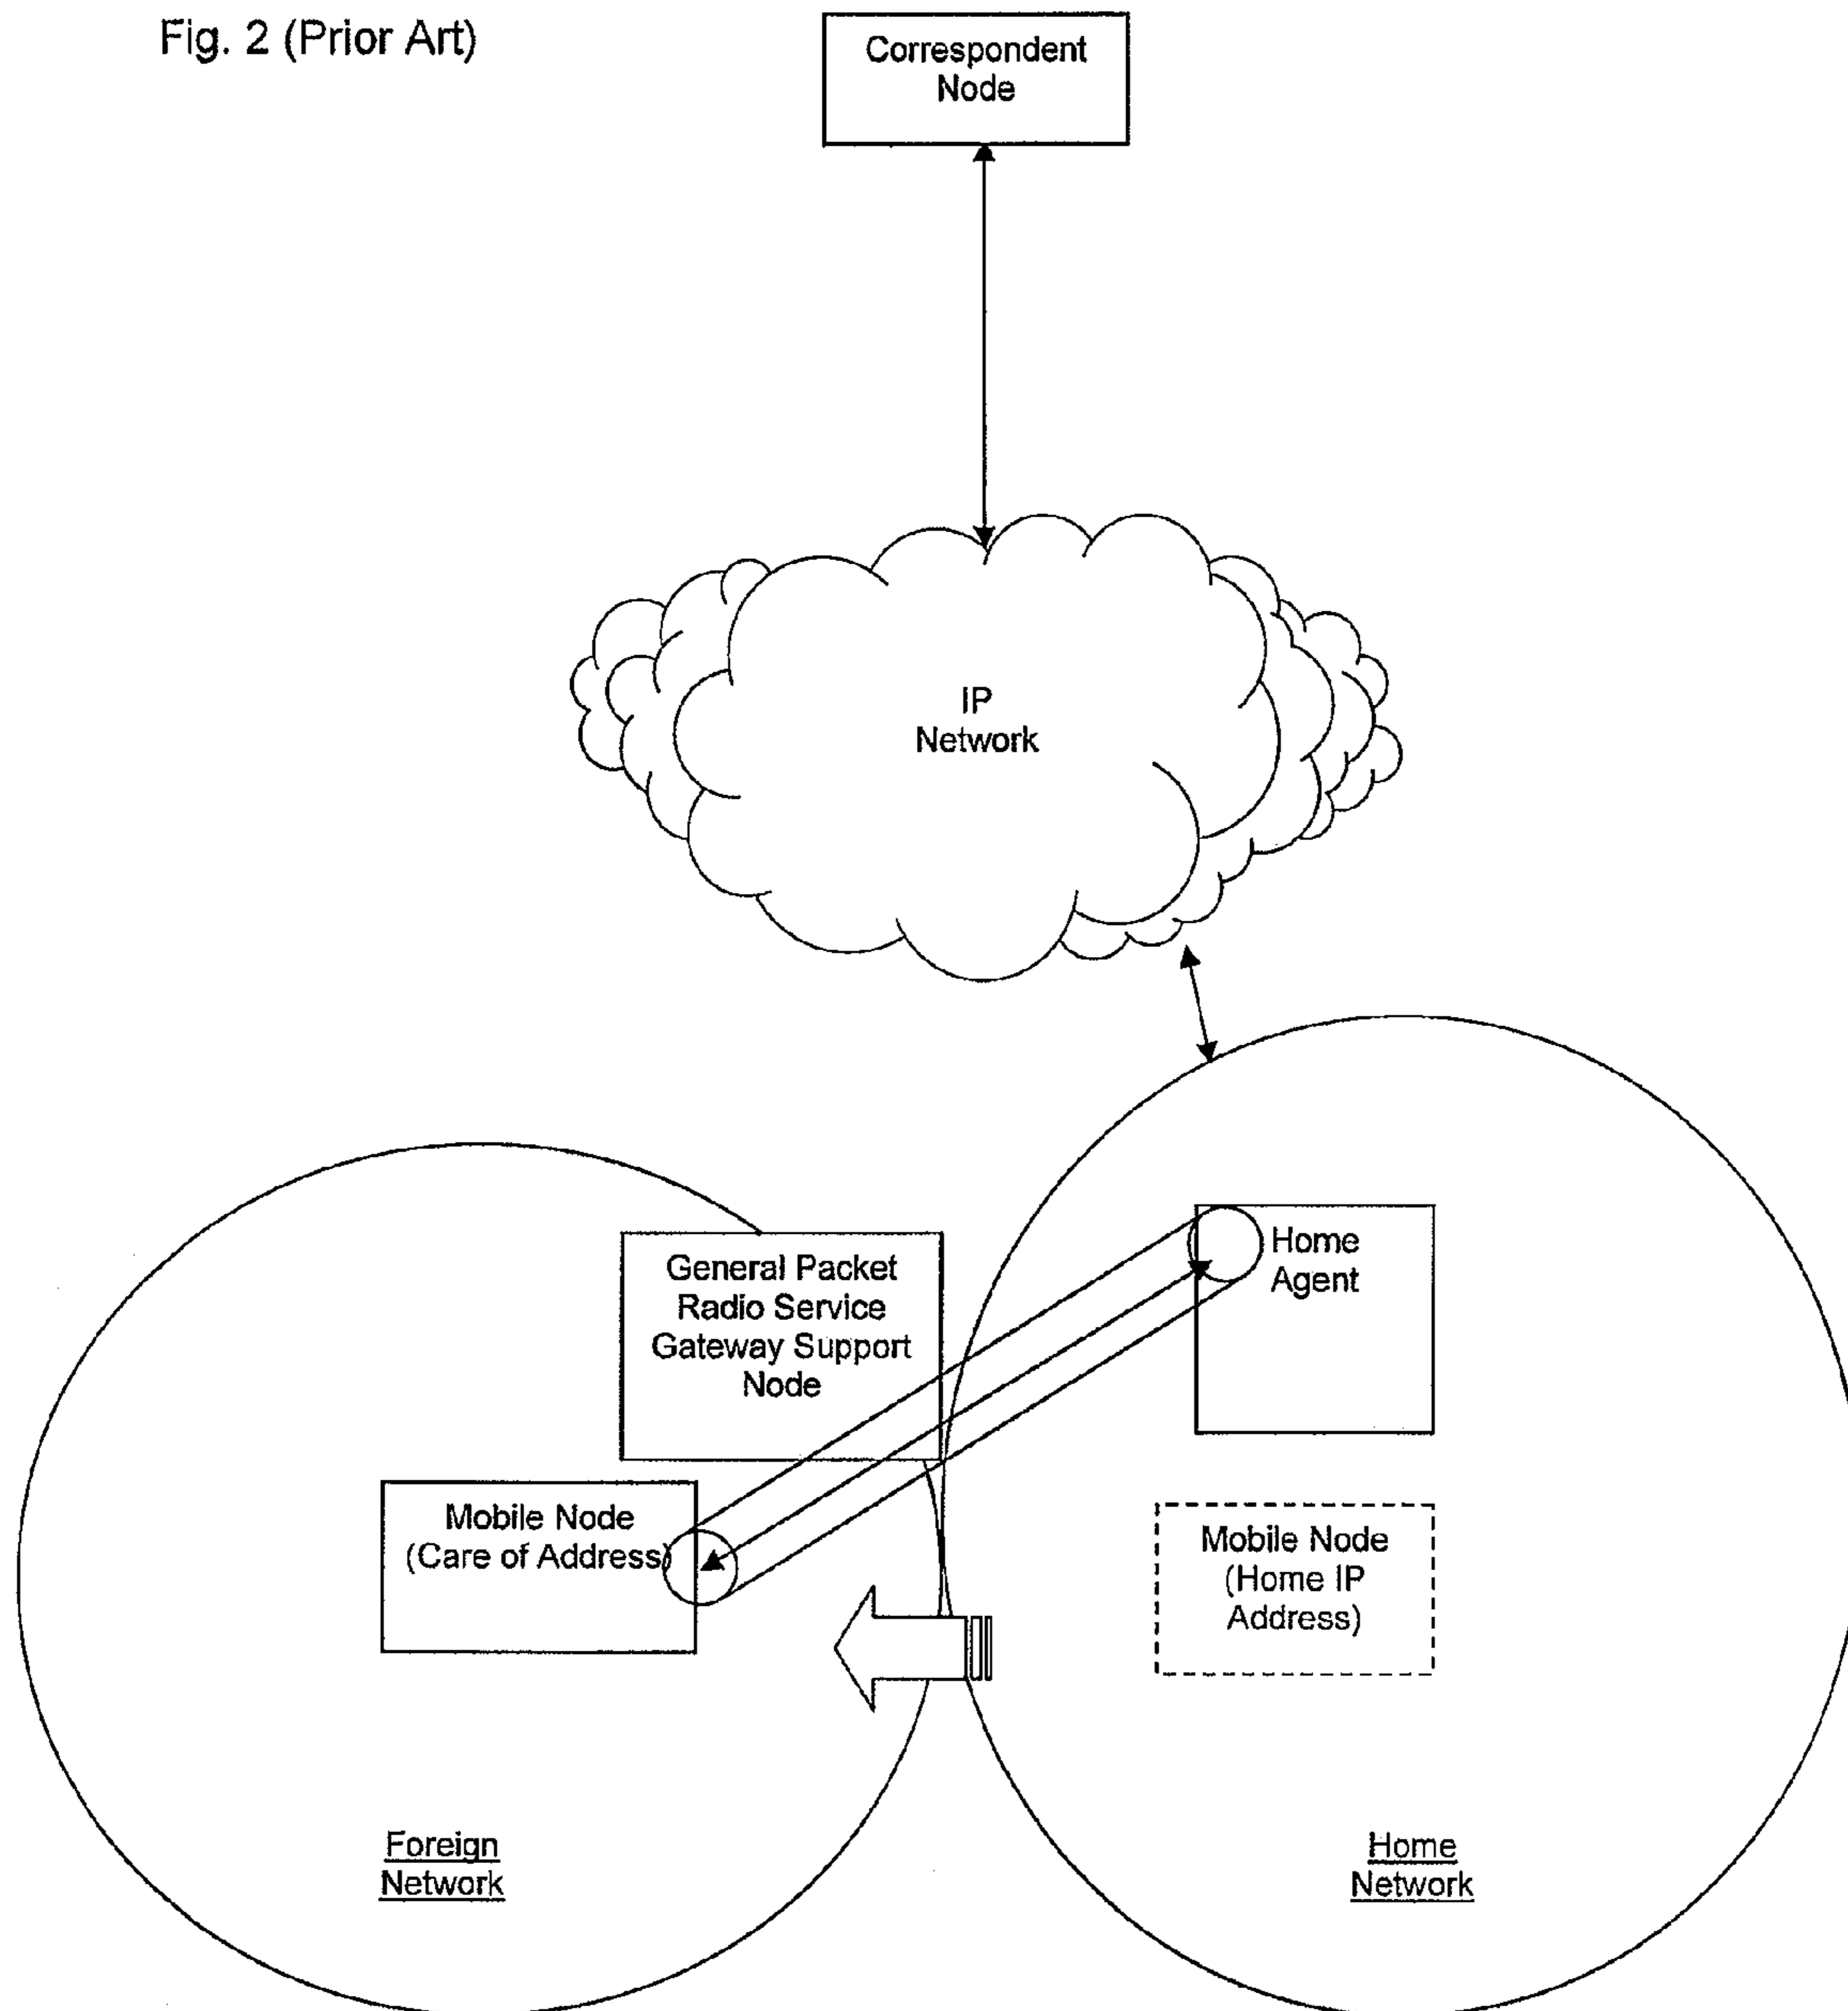 Fig. 2 (Prior Art)
Correspondent
Node
IP
Network
General Packet
Radio Service
Gateway Support
Node
Home
Agent
Mobile Node
(Care of Address)
Mobile Node
(Home IP
Address)
Foreign
Network
Home
Network